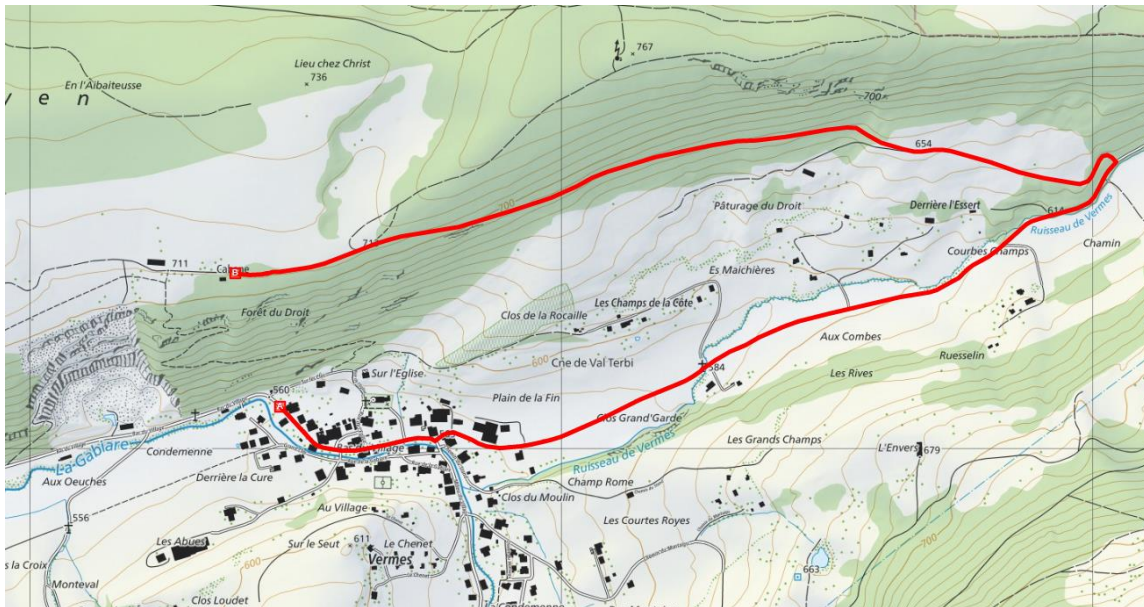 767
Lieu chez Christ
736
En l'Aibaiteusse
v e n
700
654
700
Pâturage du Droit
Derrière l'Essert
614
Ruisseau de Vermes
Chamin
Courbes Champs
711
B
Es Maichières
Les Champs de la Côte
Forêt du Droit
Clos de la Rocaille
Aux Combes
Ruesselin
600
Cne de Val Terbi
Sur l'Eglise
584
Les Rives
560
A
Plain de la Fin
Clos Grand'Garde
La Gabiare
Condemenne
Les Grands Champs
L'Envers
679
Ruisseau de Vermes
Aux Oeuches
Derrière la Cure
Champ Rome
Clos du Moulin
Au Village
Les Courtes Royes
556
Les Abues
Sur le Seut
611
Le Chenet
Vermes
700
600
663
s la Croix
Monteval
Clos Loudet
Condemenne